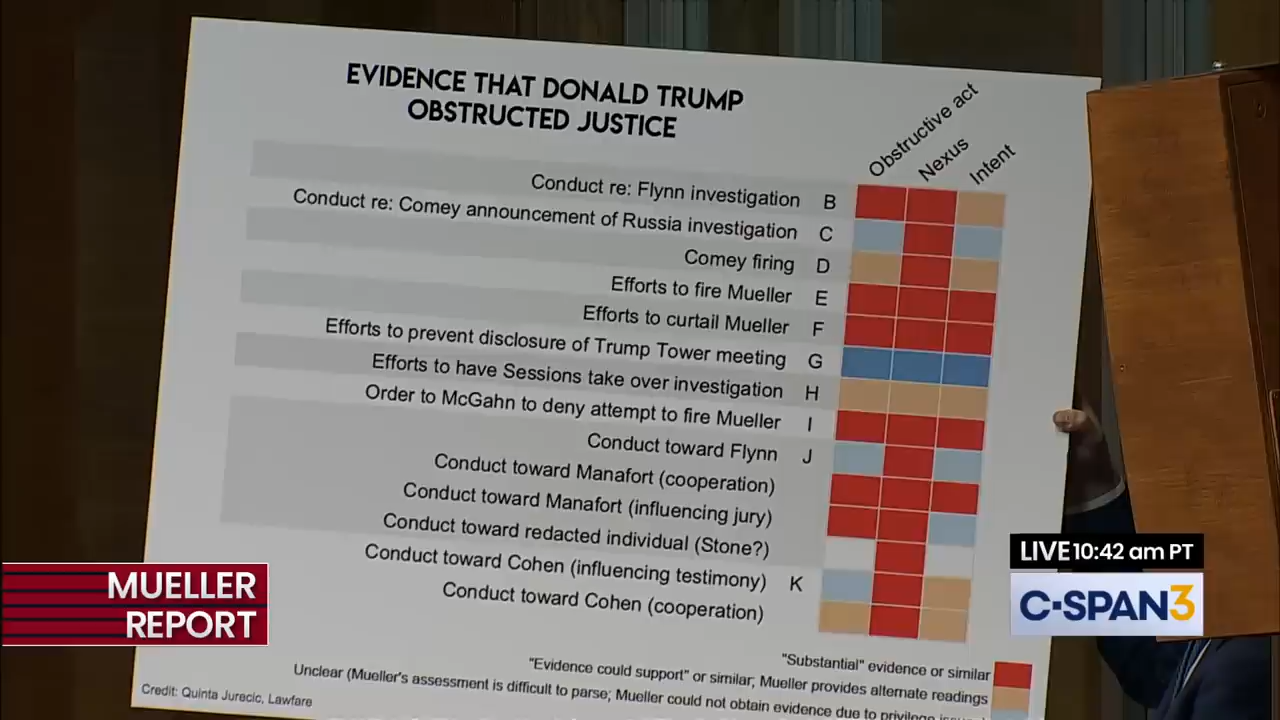 EVIDENCE THAT DONALD TRUMP
OBSTRUCTED JUSTICE
Obstructive act
Nexus
Intent
Conduct re: Flynn investigation B
Conduct re: Comey announcement of Russia investigation C
Comey firing D
Efforts to fire Mueller E
Efforts to curtail Mueller F
Efforts to prevent disclosure of Trump Tower meeting G
Efforts to have Sessions take over investigation H
Order to McGahn to deny attempt to fire Mueller I
Conduct toward Flynn J
Conduct toward Manafort (cooperation)
Conduct toward Manafort (influencing jury)
Conduct toward redacted individual (Stone?)
Conduct toward Cohen (influencing testimony) K
Conduct toward Cohen (cooperation)
"Substantial" evidence or similar
"Evidence could support" or similar; Mueller provides alternate readings
Unclear (Mueller's assessment is difficult to parse; Mueller could not obtain evidence due to privilege
Credit: Quinta Jurecic, Lawfare
MUELLER
REPORT
LIVE 10:42 am PT
C-SPAN3